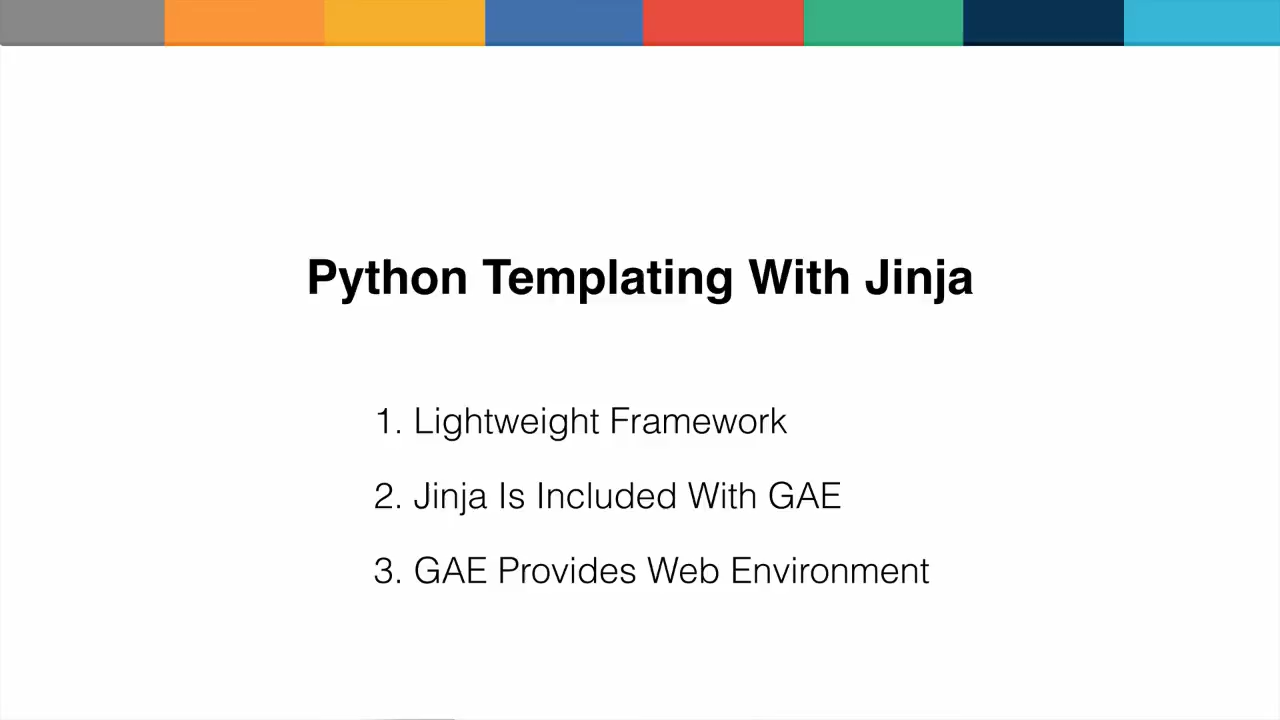 Python Templating With Jinja
1. Lightweight Framework
2. Jinja Is Included With GAE
3. GAE Provides Web Environment